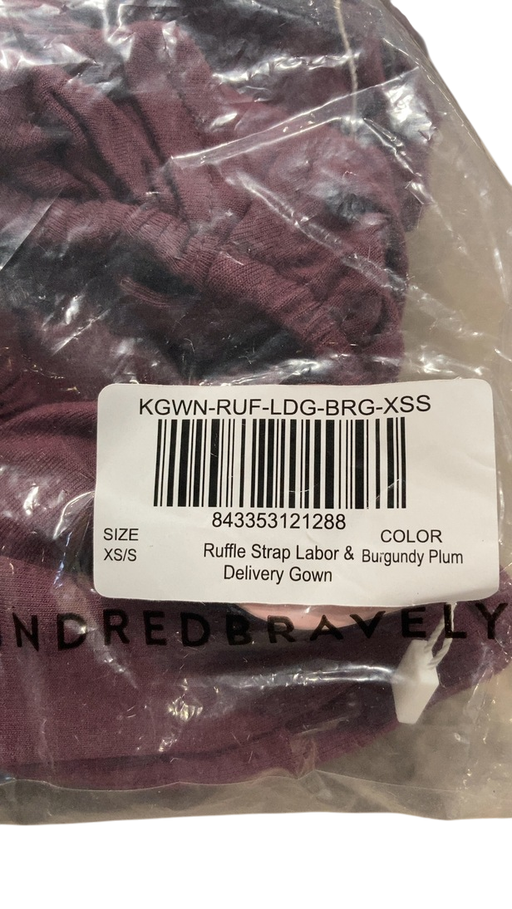 KGWN-RUF-LDG-BRG-XSS
843353121288
SIZE
XS/S
Ruffle Strap Labor &
Delivery Gown
COLOR
Burgundy Plum
NDREDBRAVELY